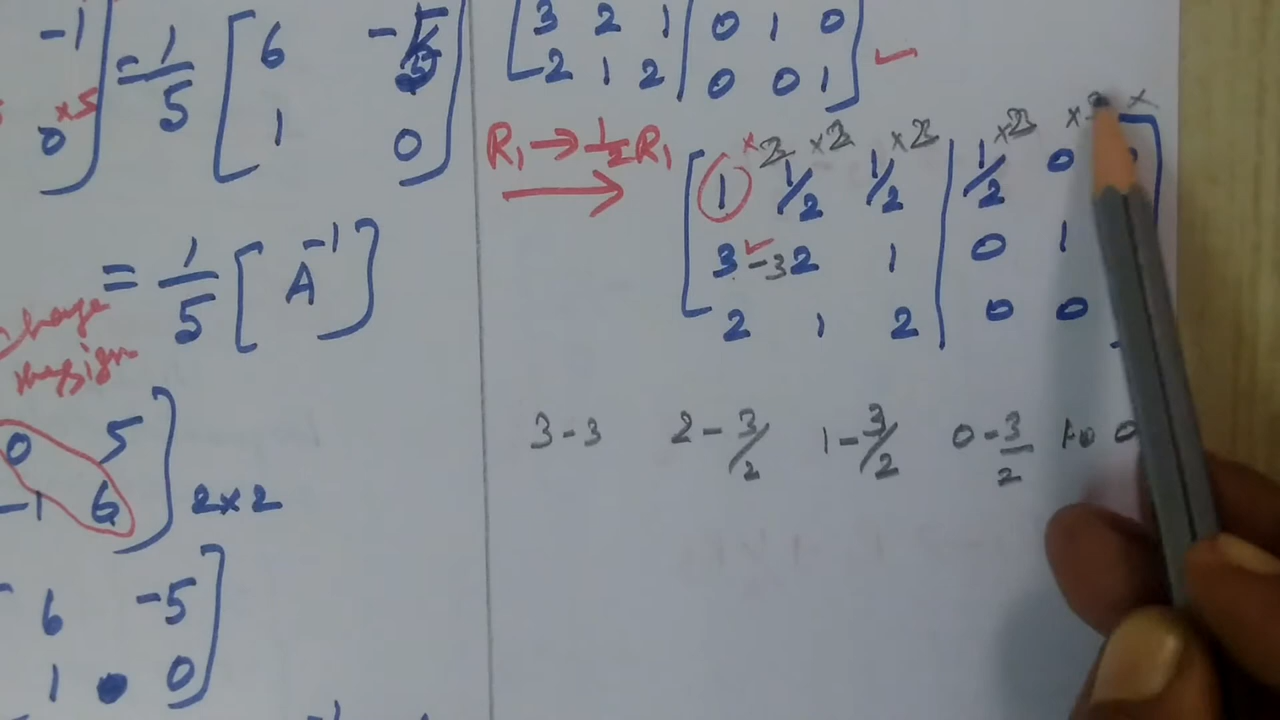 -1
0 ×5
= 1/5 [ 6 -
1 0 ]
= 1/5 [ A⁻¹ ]
change
the sign
0 5
-1 6 ] 2×2
6 -5
1 0 ]
-1
[ 3 2 1 | 0 1 0
2 1 2 | 0 0 1 ] ✓
R₁ → 1/2 R₁
×2 ×2 ×2 ×2 × ×
[ 1 1/2 1/2 | 1/2 0
3 -3 2 1 | 0 1
2 1 2 | 0 0
3-3 2-3/2 1-3/2 0-3/2 0